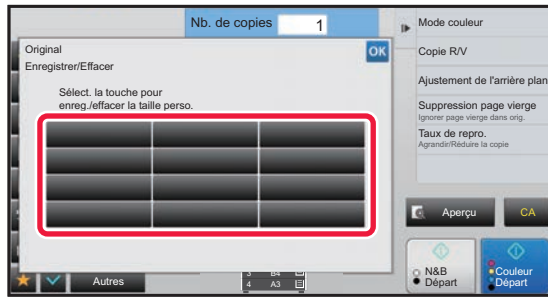 Nb. de copies 1
Original
OK
Enregistrer/Effacer
Sélect. la touche pour
enreg./effacer la taille perso.
Mode couleur
Copie R/V
Ajustement de l'arrière plan
Suppression page vierge
Ignorer page vierge dans orig.
Taux de repro.
Agrandir/Réduire la copie
Aperçu
CA
N&B
Départ
Couleur
Départ
Autres
3 B4
4 A3